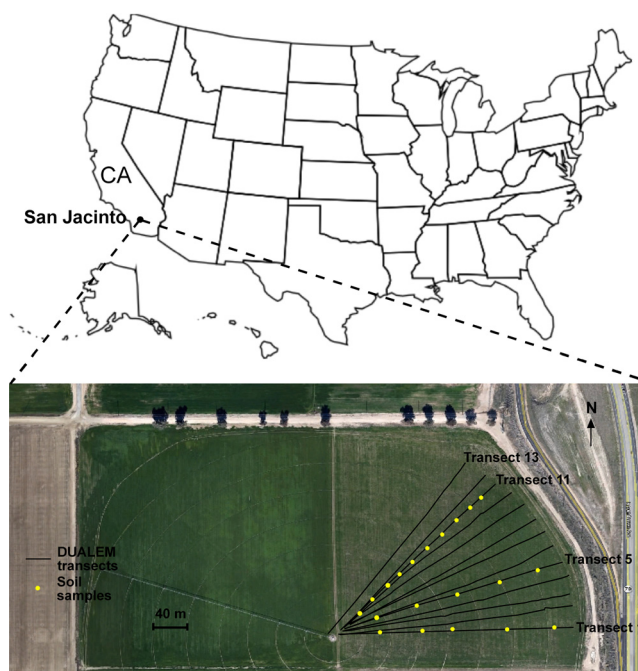 CA
San Jacinto
N
Transect 13
Transect 11
DUALEM
transects
Soil
samples
Transect 5
40 m
Transect